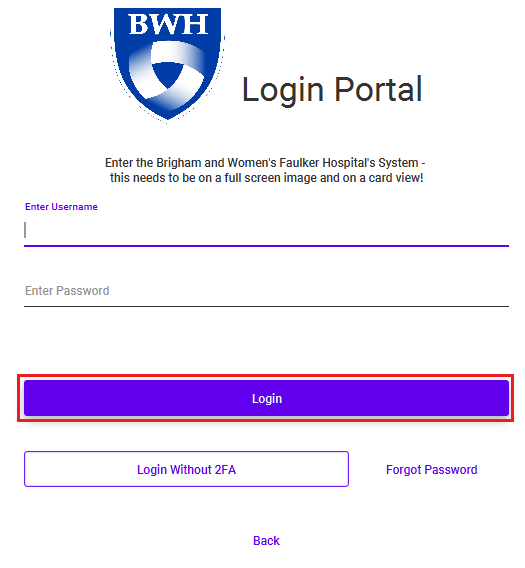 BWH
Login Portal
Enter the Brigham and Women's Faulker Hospital's System -
this needs to be on a full screen image and on a card view!
Enter Username
Enter Password
Login
Login Without 2FA
Forgot Password
Back